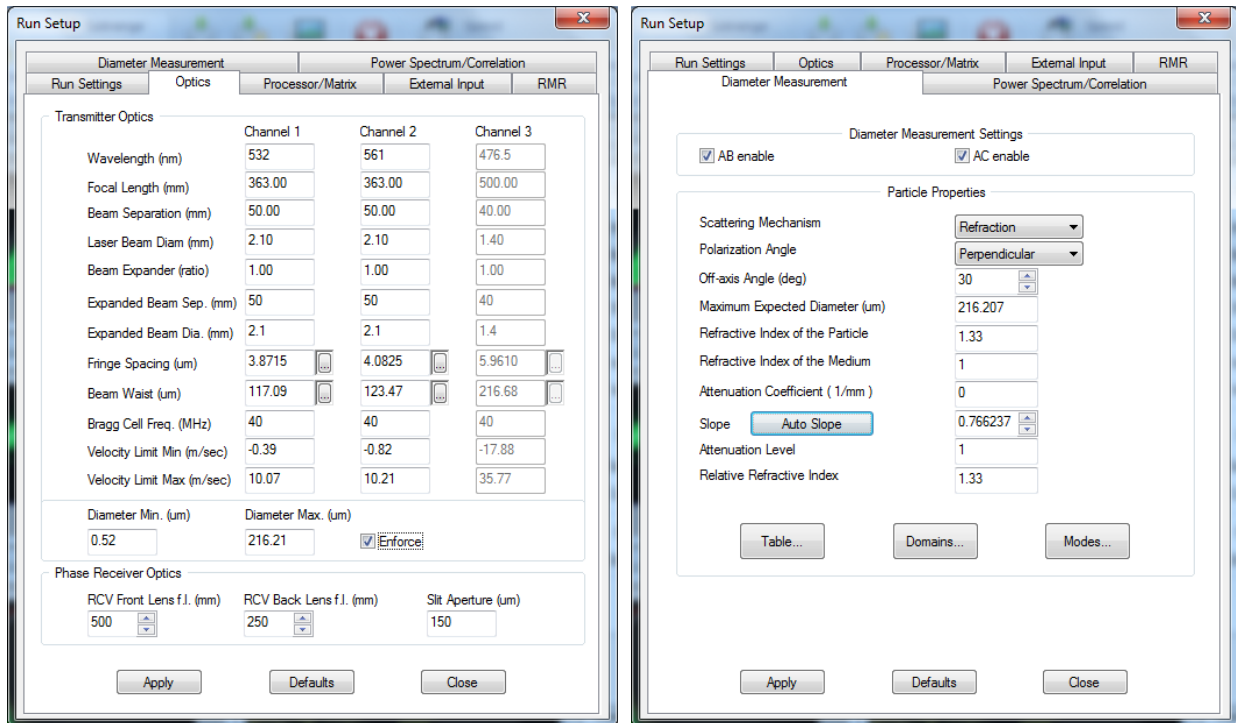 Run Setup
Diameter Measurement Power Spectrum/Correlation
Run Settings Optics Processor/Matrix External Input RMR
Transmitter Optics
Channel 1 Channel 2 Channel 3
Wavelength (nm) 532 561 476.5
Focal Length (mm) 363.00 363.00 500.00
Beam Separation (mm) 50.00 50.00 40.00
Laser Beam Diam (mm) 2.10 2.10 1.40
Beam Expander (ratio) 1.00 1.00 1.00
Expanded Beam Sep. (mm) 50 50 40
Expanded Beam Dia. (mm) 2.1 2.1 1.4
Fringe Spacing (um) 3.8715 ... 4.0825 ... 5.9610 ...
Beam Waist (um) 117.09 ... 123.47 ... 216.68 ...
Bragg Cell Freq. (MHz) 40 40 40
Velocity Limit Min (m/sec) -0.39 -0.82 -17.88
Velocity Limit Max (m/sec) 10.07 10.21 35.77
Diameter Min. (um) Diameter Max. (um)
0.52 216.21 Enforce
Phase Receiver Optics
RCV Front Lens f.l. (mm) RCV Back Lens f.l. (mm) Slit Aperture (um)
500 250 150
Apply Defaults Close
Run Setup
Run Settings Optics Processor/Matrix External Input RMR
Diameter Measurement Power Spectrum/Correlation
Diameter Measurement Settings
AB enable AC enable
Particle Properties
Scattering Mechanism Refraction
Polarization Angle Perpendicular
Off-axis Angle (deg) 30
Maximum Expected Diameter (um) 216.207
Refractive Index of the Particle 1.33
Refractive Index of the Medium 1
Attenuation Coefficient ( 1/mm ) 0
Slope Auto Slope 0.766237
Attenuation Level 1
Relative Refractive Index 1.33
Table... Domains... Modes...
Apply Defaults Close